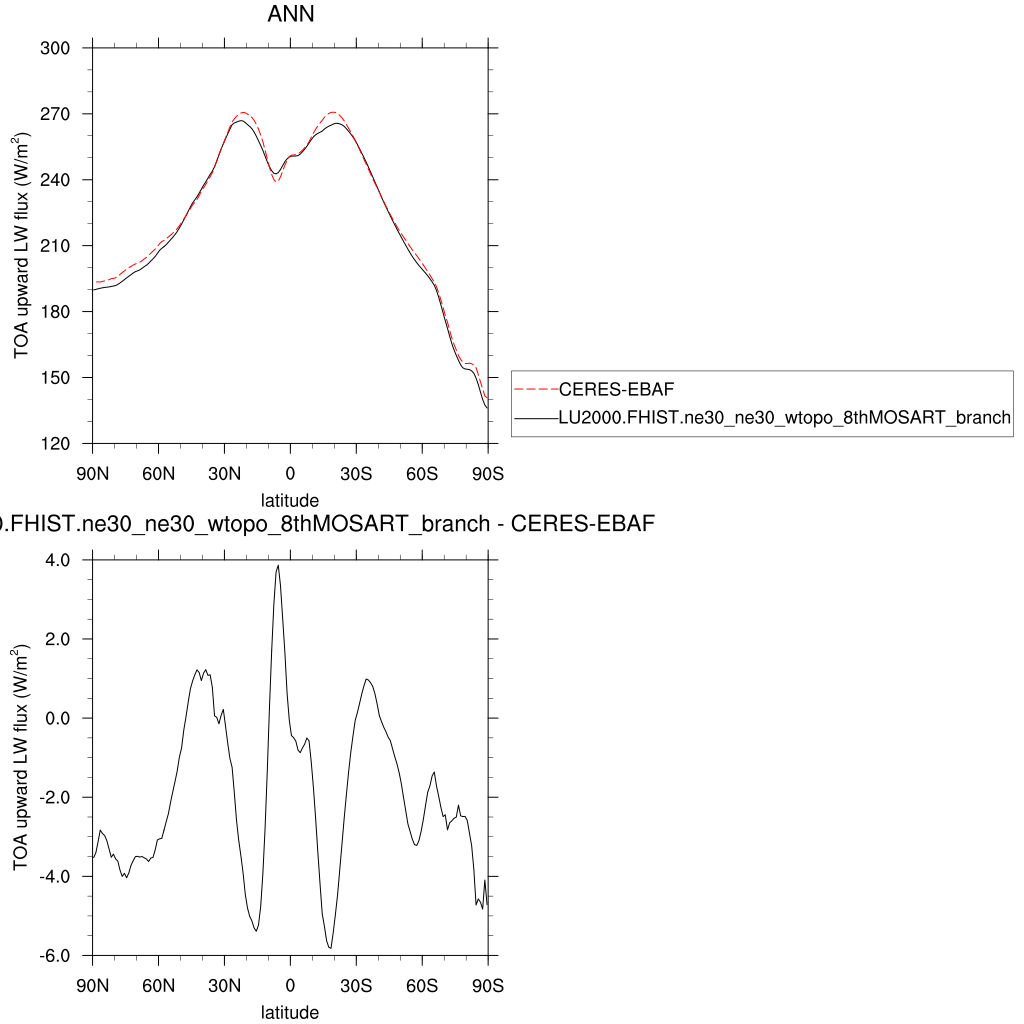 ANN
300
270
240
210
180
150
120
TOA upward LW flux (W/m2)
90N 60N 30N 0 30S 60S 90S
latitude
CERES-EBAF
LU2000.FHIST.ne30_ne30_wtopo_8thMOSART_branch
0.FHIST.ne30_ne30_wtopo_8thMOSART_branch - CERES-EBAF
4.0
2.0
0.0
-2.0
-4.0
-6.0
TOA upward LW flux (W/m2)
90N 60N 30N 0 30S 60S 90S
latitude